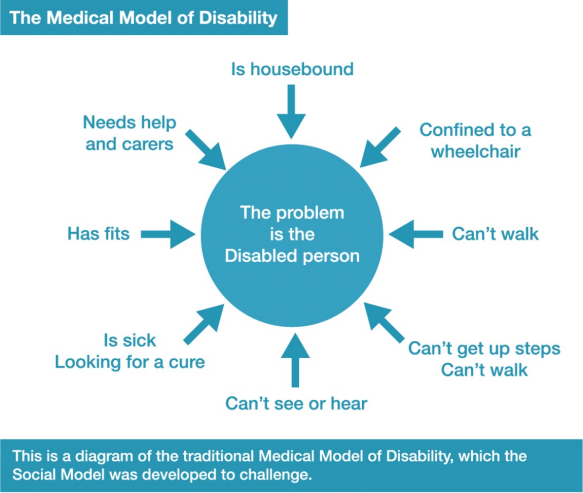 The Medical Model of Disability
Is housebound
Needs help
and carers
Confined to a
wheelchair
Has fits
The problem
is the
Disabled person
Can't walk
Is sick
Looking for a cure
Can't get up steps
Can't walk
Can't see or hear
This is a diagram of the traditional Medical Model of Disability, which the
Social Model was developed to challenge.